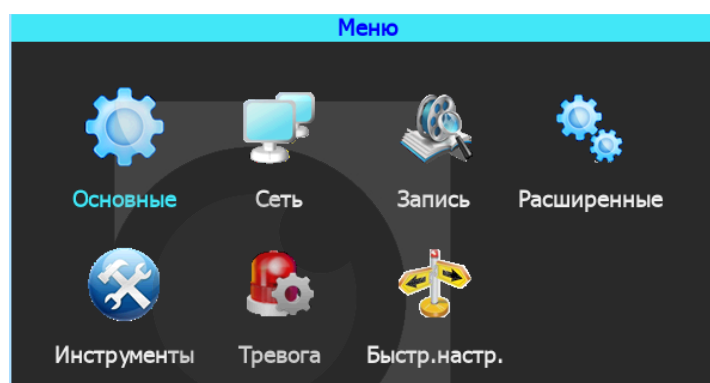 Меню
Основные Сеть Запись Расширенные
Инструменты Тревога Быстр.настр.